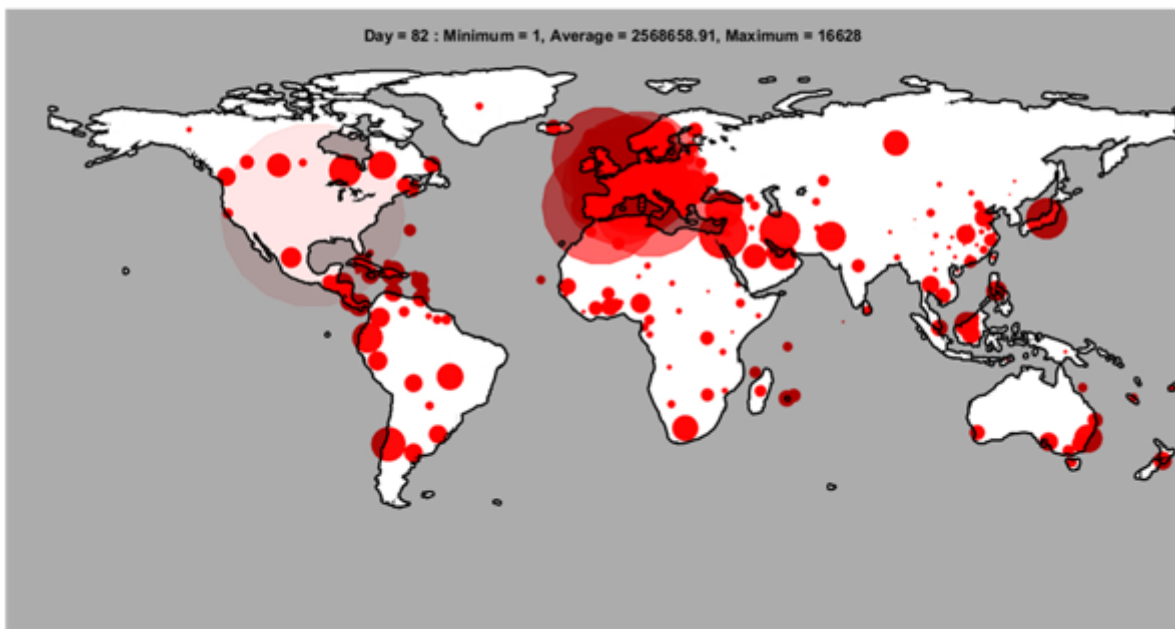 Day = 82 : Minimum = 1, Average = 2568658.91, Maximum = 16628